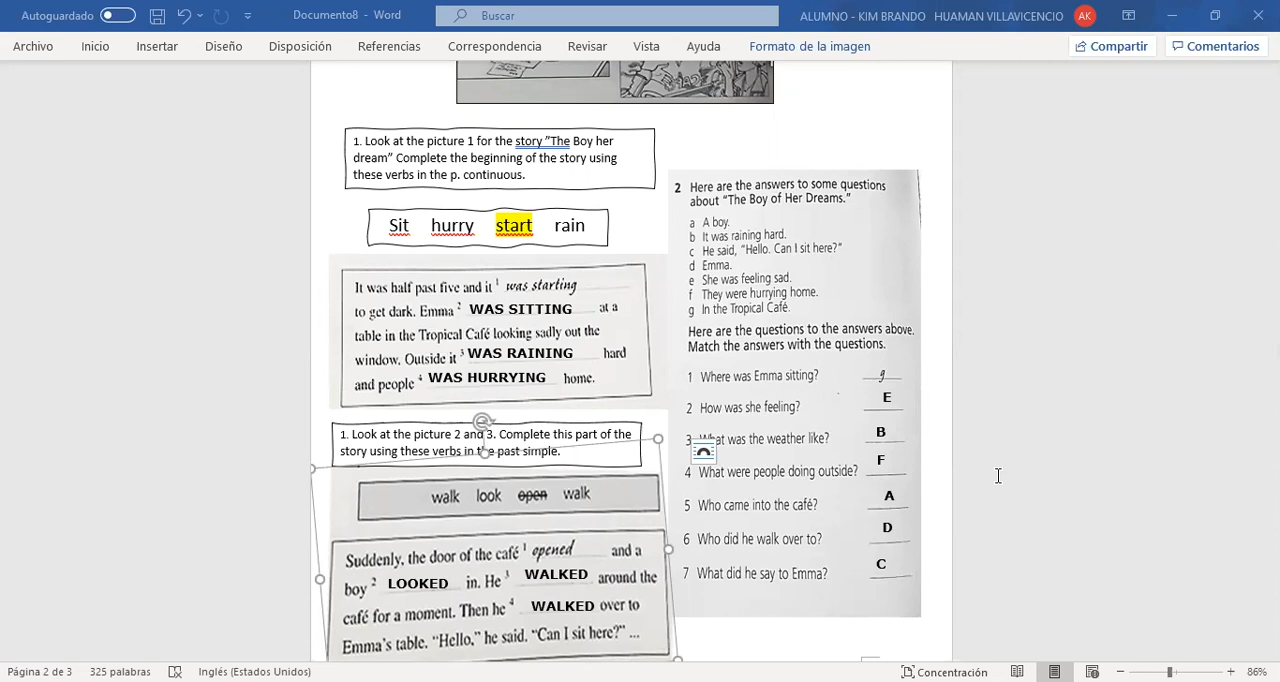 Autoguardado
Documento8 - Word
Buscar
ALUMNO - KIM BRANDO HUAMAN VILLAVICENCIO
AK
Archivo Inicio Insertar Diseño Disposición Referencias Correspondencia Revisar Vista Ayuda Formato de la imagen
Compartir Comentarios
1. Look at the picture 1 for the story "The Boy her
dream" Complete the beginning of the story using
these verbs in the p. continuous.
Sit hurry start rain
It was half past five and it ¹ was starting
to get dark. Emma ² WAS SITTING at a
table in the Tropical Café looking sadly out the
window. Outside it ³ WAS RAINING hard
and people ⁴ WAS HURRYING home.
1. Look at the picture 2 and 3. Complete this part of the
story using these verbs in the past simple.
walk look open walk
Suddenly, the door of the café ¹ opened and a
boy ² LOOKED in. He ³ WALKED around the
café for a moment. Then he ⁴ WALKED over to
Emma's table. "Hello," he said. "Can I sit here?" ...
2 Here are the answers to some questions
about "The Boy of Her Dreams."
a A boy.
b It was raining hard.
c He said, "Hello. Can I sit here?"
d Emma.
e She was feeling sad.
f They were hurrying home.
g In the Tropical Café.
Here are the questions to the answers above.
Match the answers with the questions.
1 Where was Emma sitting? g
2 How was she feeling? E
3 What was the weather like? B
4 What were people doing outside? F
5 Who came into the café? A
6 Who did he walk over to? D
7 What did he say to Emma? C
Página 2 de 3 325 palabras Inglés (Estados Unidos)
Concentración
86%